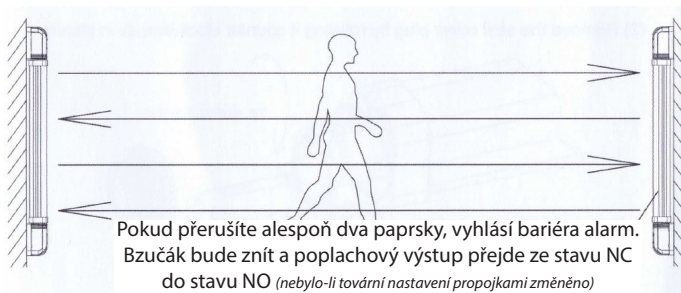 Pokud přerušíte alespoň dva paprsky, vyhlásí bariéra alarm.
Bzučák bude znít a poplachový výstup přejde ze stavu NC
do stavu NO (nebylo-li tovární nastavení propojkami změněno)